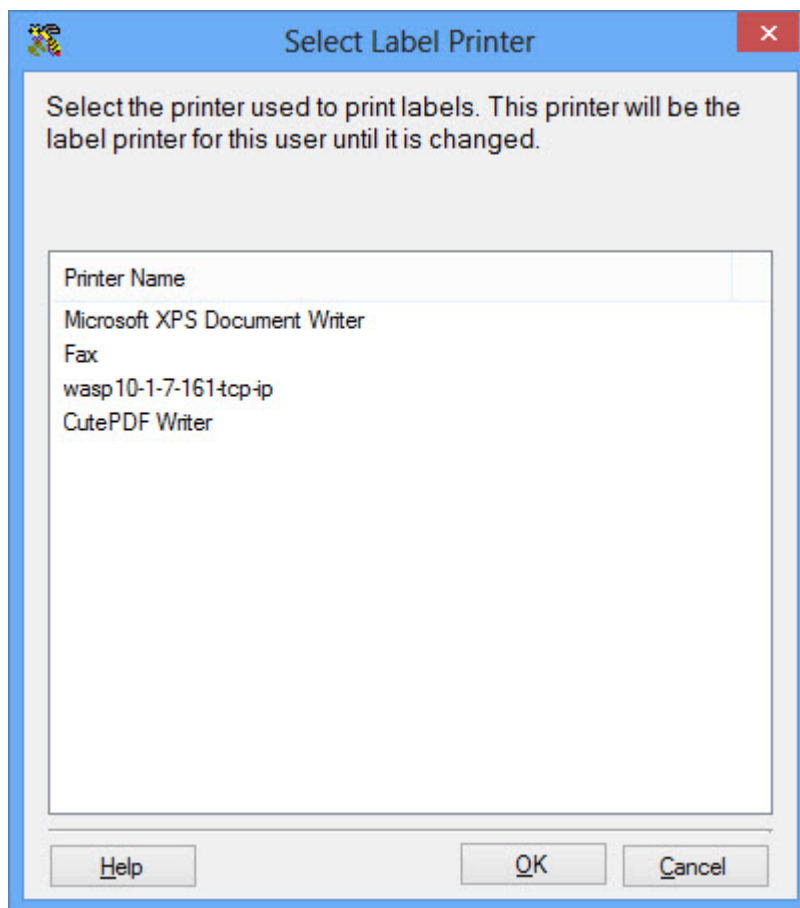 Select Label Printer
Select the printer used to print labels. This printer will be the
label printer for this user until it is changed.
Printer Name
Microsoft XPS Document Writer
Fax
wasp10-1-7-161-tcp-ip
CutePDF Writer
Help OK Cancel